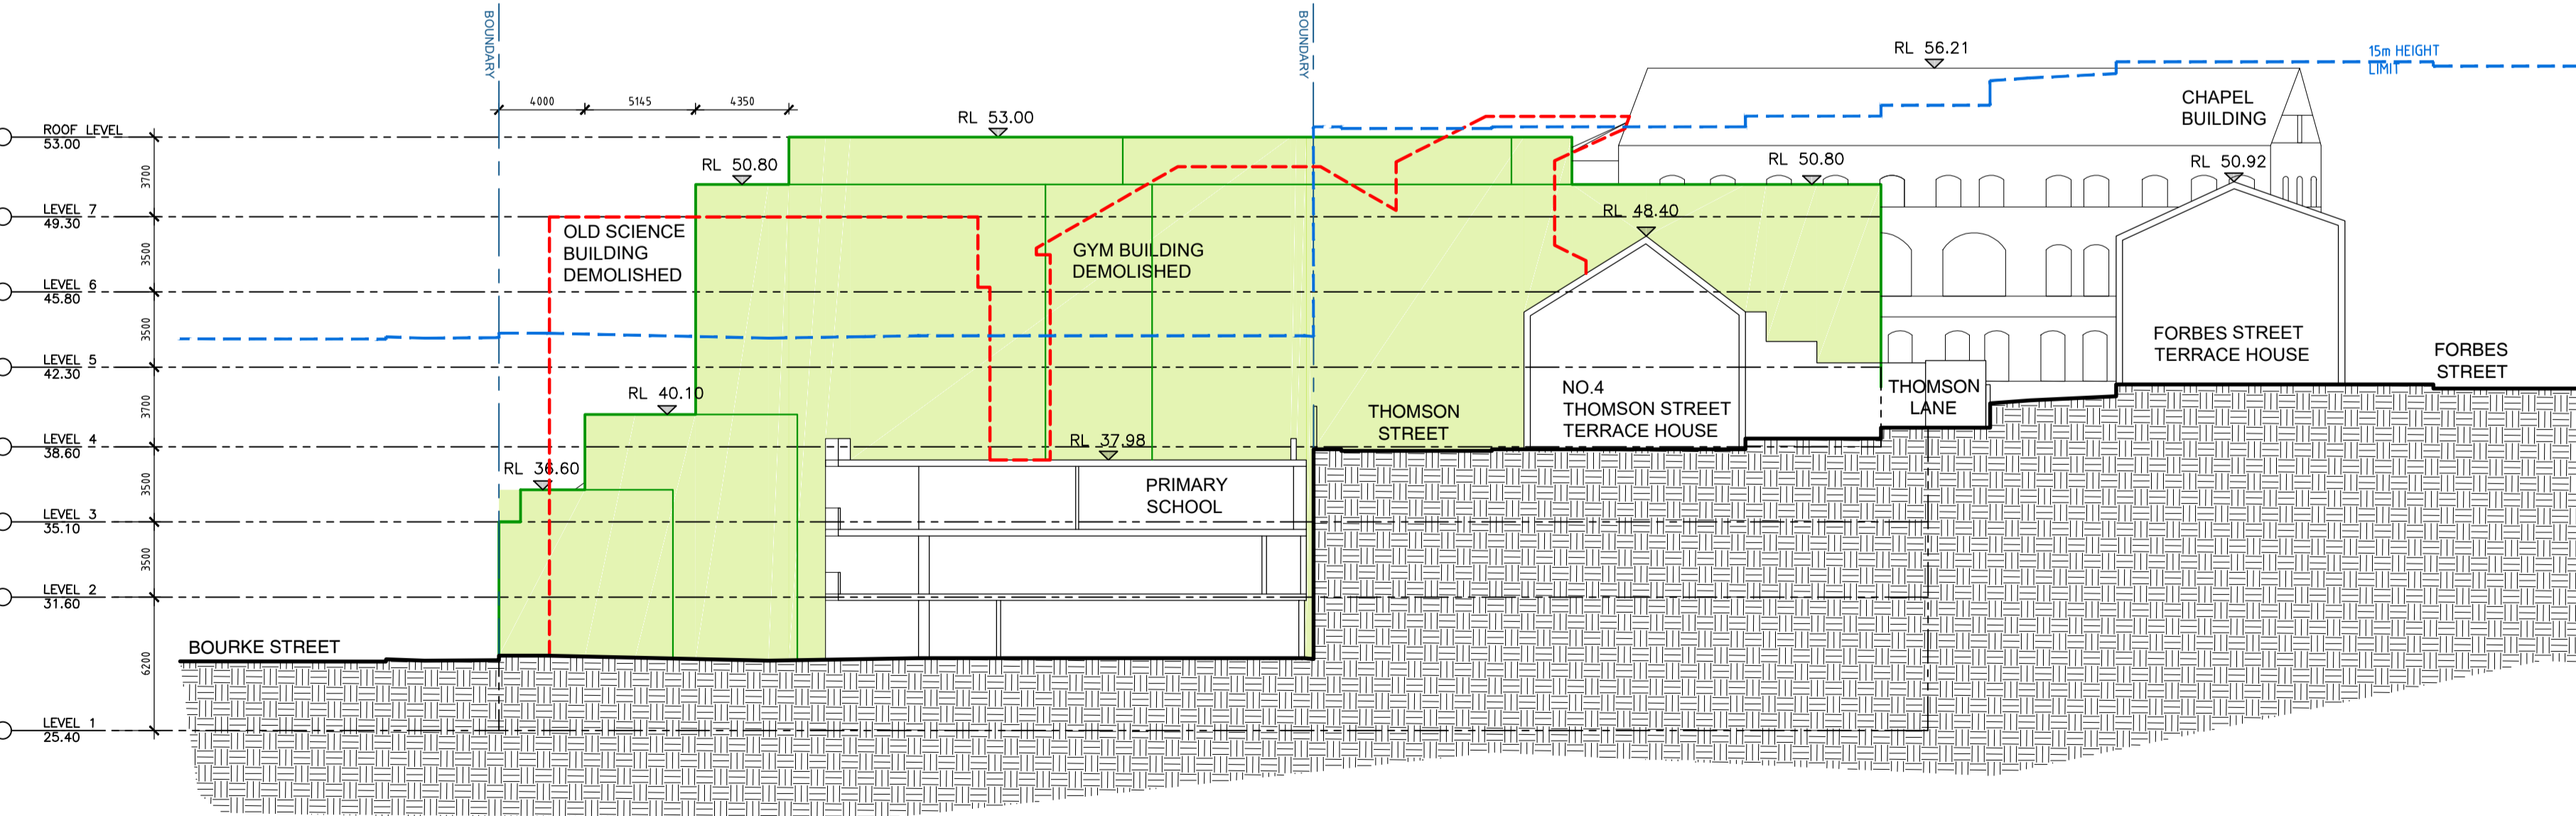 BOUNDARY
BOUNDARY
15m HEIGHT
LIMIT
RL 56.21
CHAPEL
BUILDING
4000
5145
4350
RL 53.00
ROOF LEVEL
53.00
RL 50.80
RL 50.80
RL 50.92
3700
LEVEL 7
49.30
RL 48.40
OLD SCIENCE
BUILDING
DEMOLISHED
GYM BUILDING
DEMOLISHED
3500
LEVEL 6
45.80
3500
FORBES STREET
TERRACE HOUSE
FORBES
STREET
LEVEL 5
42.30
RL 40.10
NO.4
THOMSON STREET
TERRACE HOUSE
THOMSON
LANE
3700
THOMSON
STREET
LEVEL 4
38.60
RL 37.98
RL 36.60
3500
PRIMARY
SCHOOL
LEVEL 3
35.10
3500
LEVEL 2
31.60
BOURKE STREET
6200
LEVEL 1
25.40